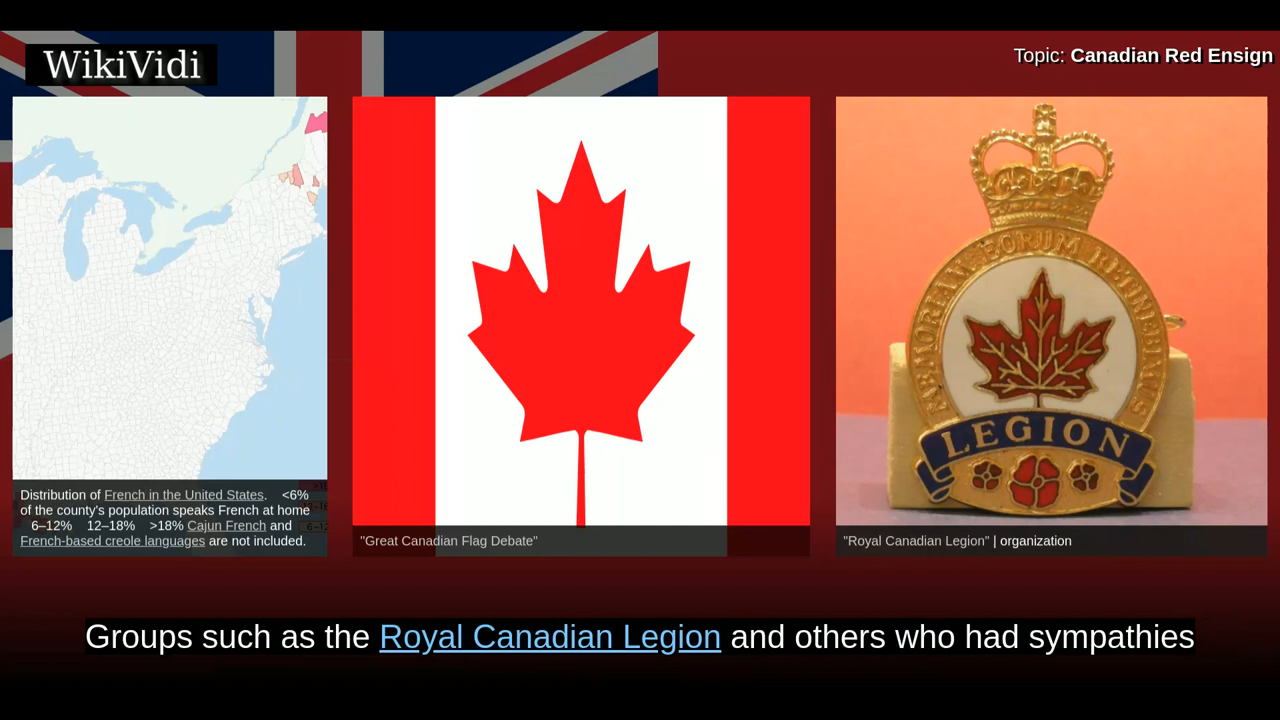 WikiVidi
Topic: Canadian Red Ensign
Distribution of French in the United States. <6%
of the county's population speaks French at home
6–12% 12–18% >18% Cajun French and
French-based creole languages are not included.
"Great Canadian Flag Debate"
MEMORIAM EORUM RETINEBIMUS
LEGION
"Royal Canadian Legion" | organization
Groups such as the Royal Canadian Legion and others who had sympathies